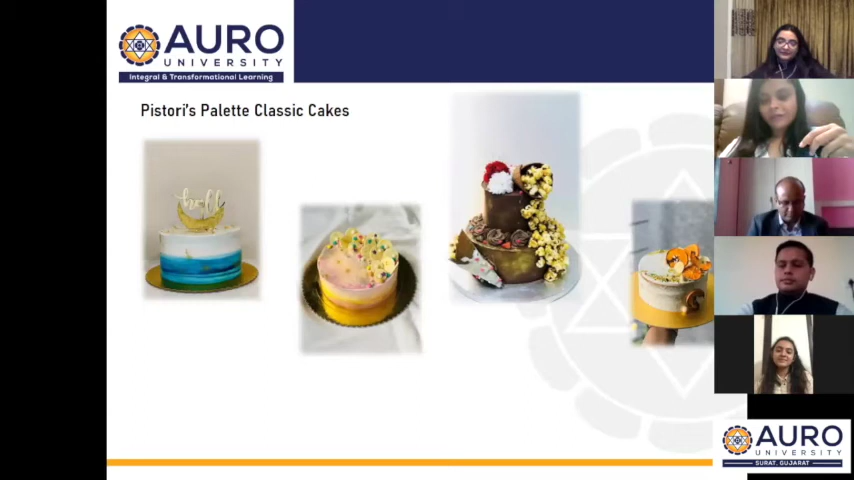 AURO
UNIVERSITY
Integral & Transformational Learning
Pistori's Palette Classic Cakes
AURO
UNIVERSITY
SURAT. GUJARAT